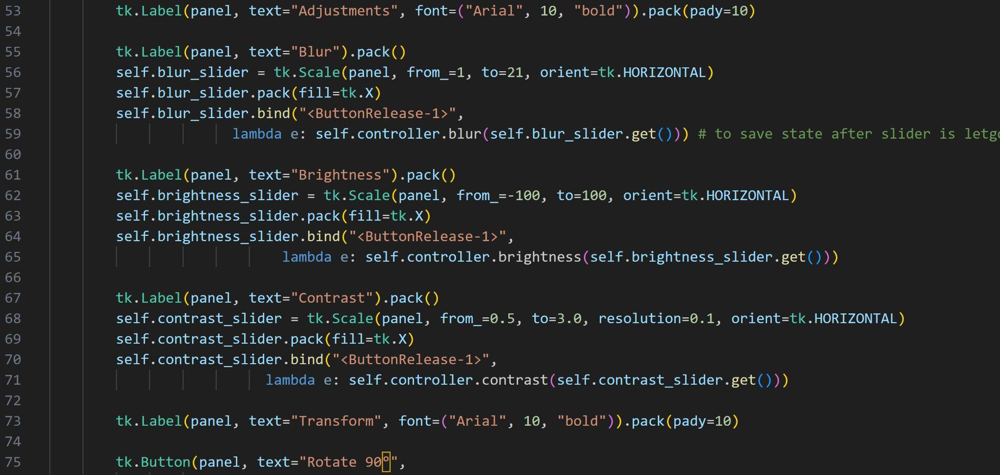 53 tk.Label(panel, text="Adjustments", font=("Arial", 10, "bold")).pack(pady=10)
54
55 tk.Label(panel, text="Blur").pack()
56 self.blur_slider = tk.Scale(panel, from_=1, to=21, orient=tk.HORIZONTAL)
57 self.blur_slider.pack(fill=tk.X)
58 self.blur_slider.bind("<ButtonRelease-1>",
59 lambda e: self.controller.blur(self.blur_slider.get())) # to save state after slider is letgo
60
61 tk.Label(panel, text="Brightness").pack()
62 self.brightness_slider = tk.Scale(panel, from_=-100, to=100, orient=tk.HORIZONTAL)
63 self.brightness_slider.pack(fill=tk.X)
64 self.brightness_slider.bind("<ButtonRelease-1>",
65 lambda e: self.controller.brightness(self.brightness_slider.get()))
66
67 tk.Label(panel, text="Contrast").pack()
68 self.contrast_slider = tk.Scale(panel, from_=0.5, to=3.0, resolution=0.1, orient=tk.HORIZONTAL)
69 self.contrast_slider.pack(fill=tk.X)
70 self.contrast_slider.bind("<ButtonRelease-1>",
71 lambda e: self.controller.contrast(self.contrast_slider.get()))
72
73 tk.Label(panel, text="Transform", font=("Arial", 10, "bold")).pack(pady=10)
74
75 tk.Button(panel, text="Rotate 90°",